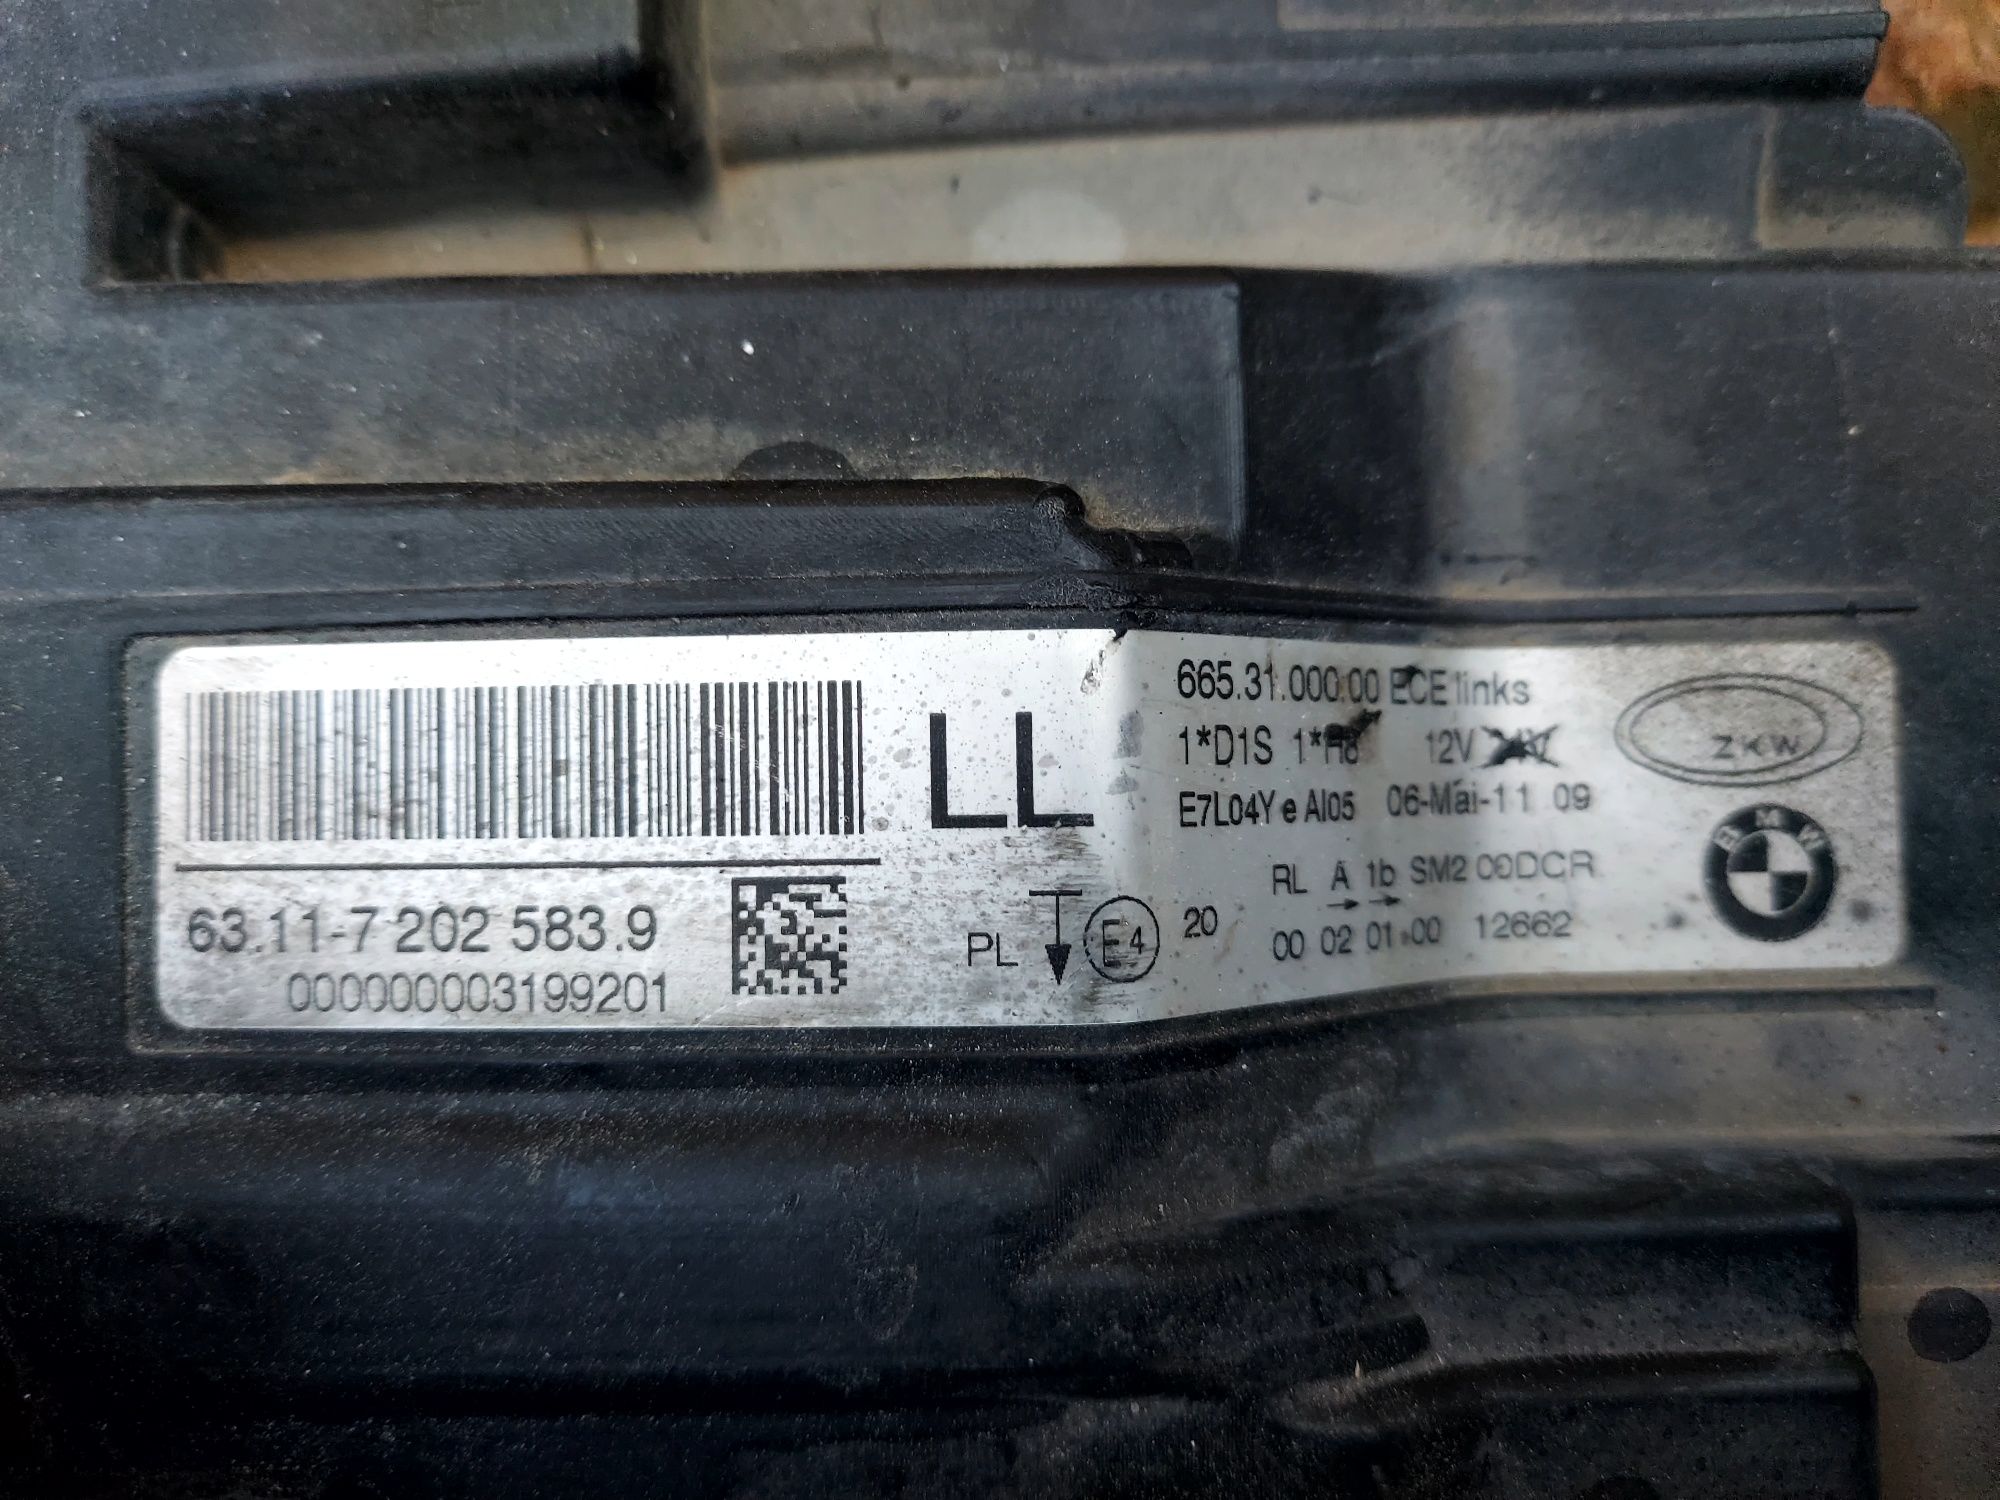 LL
63.11-7 202 583.9
000000003199201
PL E4 20
665.31.000.00 ECE links
1*D1S 1*H8 12V
E7L04Y e AI05 06-Mai-11 09
RL A 1b SM2 00DCR
00 02 01.00 12662
ZKW
BMW